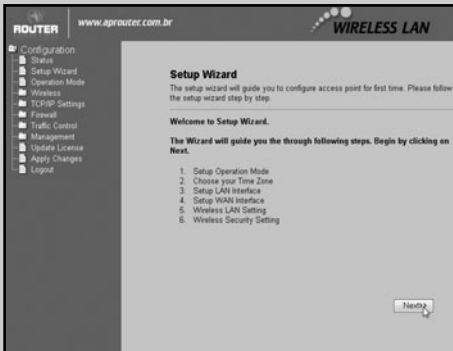 ROUTER
www.aprouter.com.br
WIRELESS LAN
Configuration
Status
Setup Wizard
Operation Mode
Wireless
TCP/IP Settings
Firewall
Traffic Control
Management
Update License
Apply Changes
Logout
Setup Wizard
The setup wizard will guide you to configure access point for first time. Please follow
the setup wizard step by step.
Welcome to Setup Wizard.
The Wizard will guide you the through following steps. Begin by clicking on
Next.
1. Setup Operation Mode
2. Choose your Time Zone
3. Setup LAN Interface
4. Setup WAN Interface
5. Wireless LAN Setting
6. Wireless Security Setting
Next>>